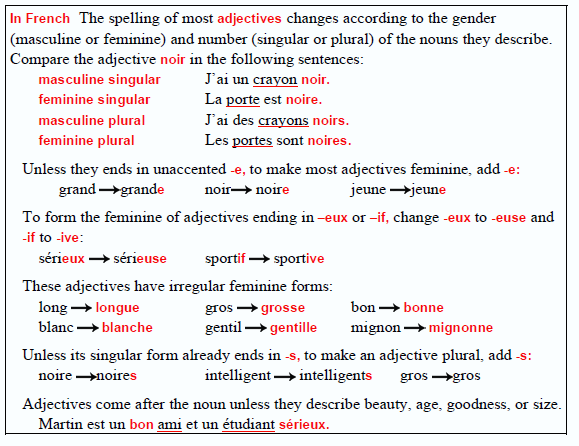 In French The spelling of most adjectives changes according to the gender
(masculine or feminine) and number (singular or plural) of the nouns they describe.
Compare the adjective noir in the following sentences:
masculine singular J'ai un crayon noir.
feminine singular La porte est noire.
masculine plural J'ai des crayons noirs.
feminine plural Les portes sont noires.
Unless they ends in unaccented -e, to make most adjectives feminine, add -e:
grand → grande noir → noire jeune → jeune
To form the feminine of adjectives ending in –eux or –if, change -eux to -euse and
-if to -ive:
sérieux → sérieuse sportif → sportive
These adjectives have irregular feminine forms:
long → longue gros → grosse bon → bonne
blanc → blanche gentil → gentille mignon → mignonne
Unless its singular form already ends in -s, to make an adjective plural, add -s:
noire → noires intelligent → intelligents gros → gros
Adjectives come after the noun unless they describe beauty, age, goodness, or size.
Martin est un bon ami et un étudiant sérieux.